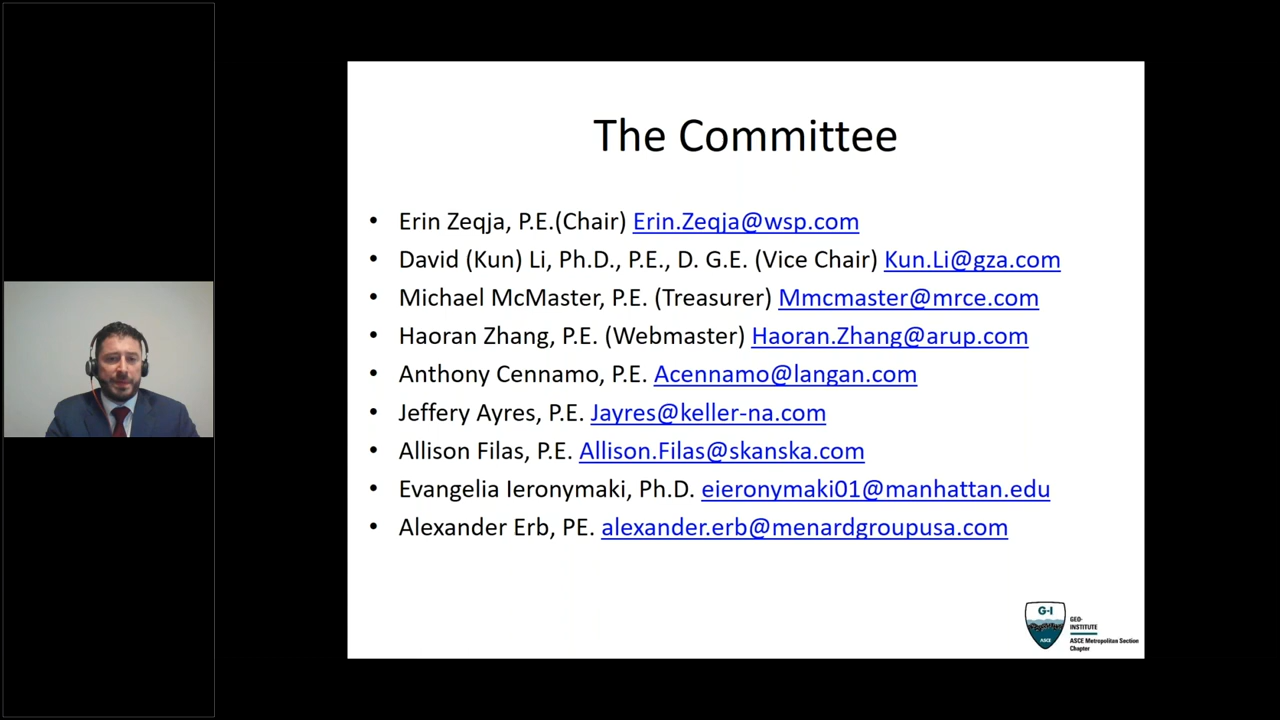 The Committee
• Erin Zeqja, P.E.(Chair) Erin.Zeqja@wsp.com
• David (Kun) Li, Ph.D., P.E., D. G.E. (Vice Chair) Kun.Li@gza.com
• Michael McMaster, P.E. (Treasurer) Mmcmaster@mrce.com
• Haoran Zhang, P.E. (Webmaster) Haoran.Zhang@arup.com
• Anthony Cennamo, P.E. Acennamo@langan.com
• Jeffery Ayres, P.E. Jayres@keller-na.com
• Allison Filas, P.E. Allison.Filas@skanska.com
• Evangelia Ieronymaki, Ph.D. eieronymaki01@manhattan.edu
• Alexander Erb, PE. alexander.erb@menardgroupusa.com
G-I
ASCE
GEO-
INSTITUTE
ASCE Metropolitan Section
Chapter